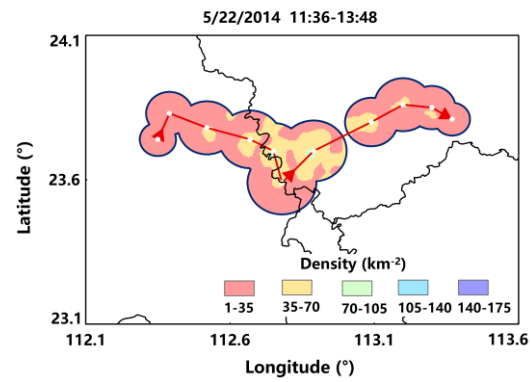 5/22/2014 11:36-13:48
24.1
23.6
23.1
Latitude (°)
Density (km⁻²)
1-35 35-70 70-105 105-140 140-175
112.1 112.6 113.1 113.6
Longitude (°)